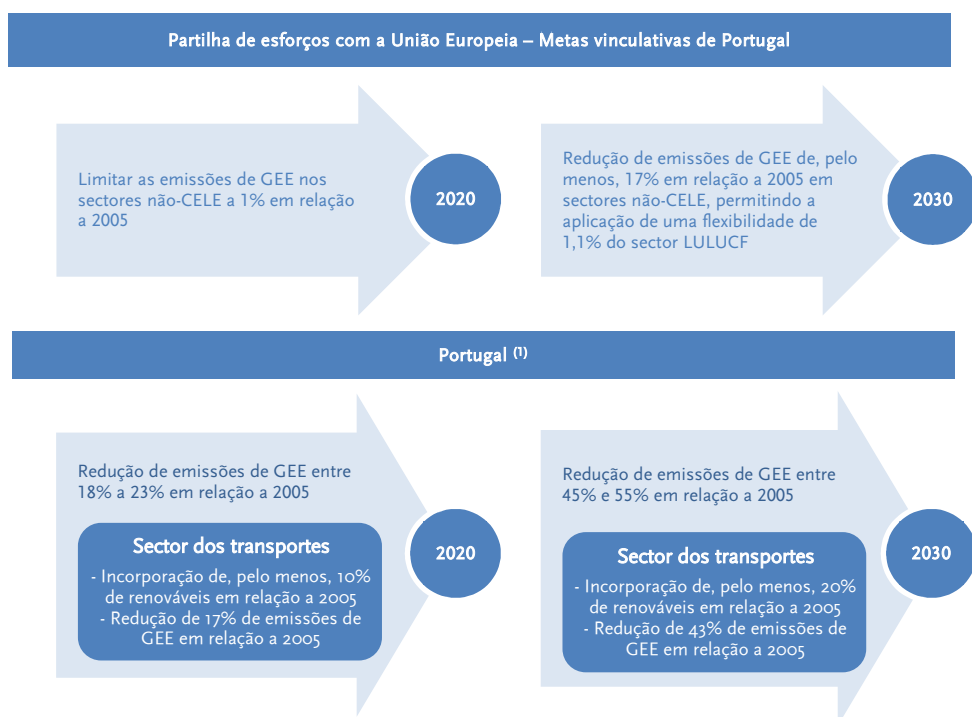 Partilha de esforços com a União Europeia – Metas vinculativas de Portugal
Limitar as emissões de GEE nos
sectores não-CELE a 1% em relação
a 2005
2020
Redução de emissões de GEE de, pelo
menos, 17% em relação a 2005 em
sectores não-CELE, permitindo a
aplicação de uma flexibilidade de
1,1% do sector LULUCF
2030
Portugal (1)
Redução de emissões de GEE entre
18% a 23% em relação a 2005
Sector dos transportes
- Incorporação de, pelo menos, 10%
de renováveis em relação a 2005
- Redução de 17% de emissões de
GEE em relação a 2005
2020
Redução de emissões de GEE entre
45% e 55% em relação a 2005
Sector dos transportes
- Incorporação de, pelo menos, 20%
de renováveis em relação a 2005
- Redução de 43% de emissões de
GEE em relação a 2005
2030